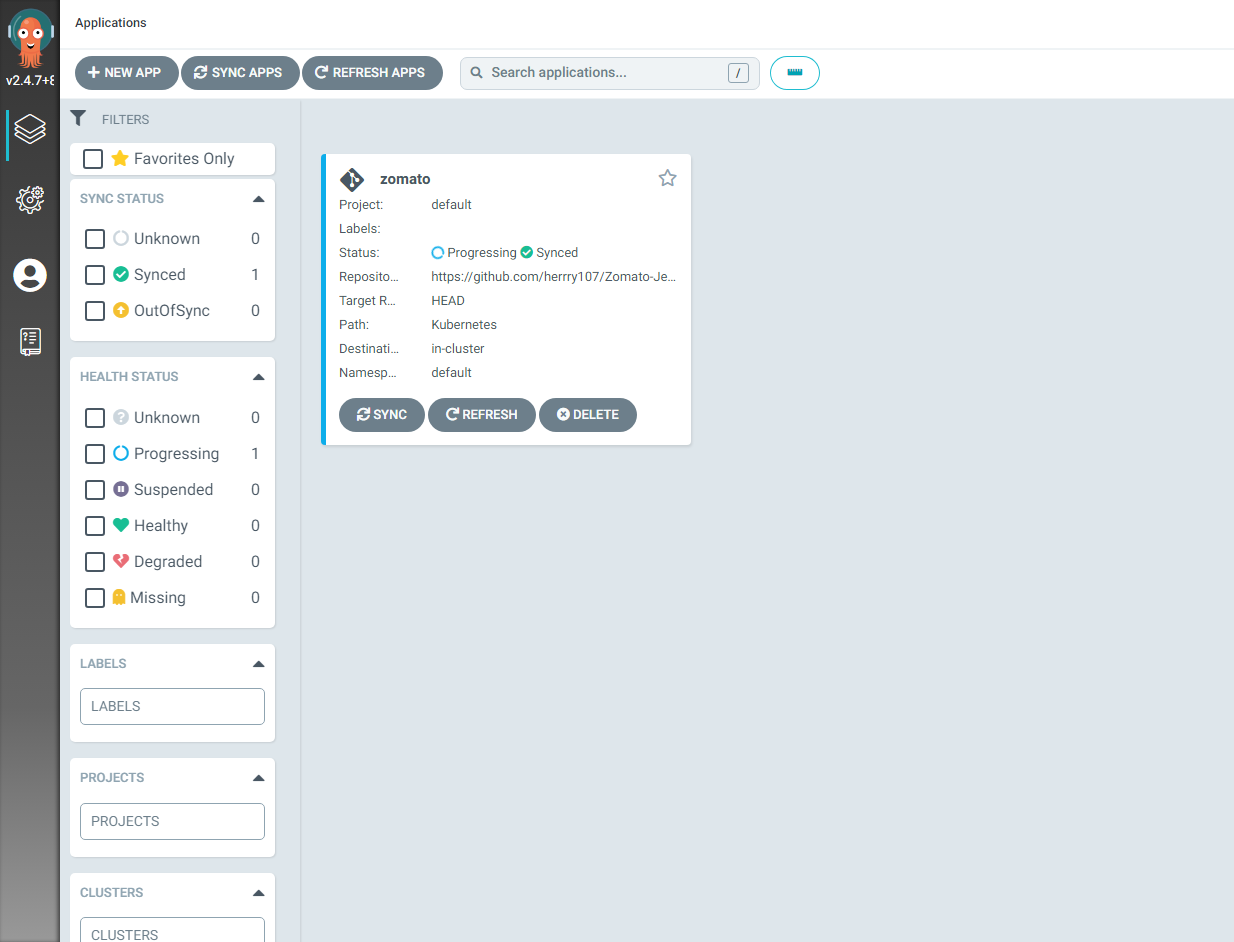 Applications
v2.4.7+8
NEW APP SYNC APPS REFRESH APPS Search applications... /
FILTERS
Favorites Only
SYNC STATUS
Unknown 0
Synced 1
OutOfSync 0
HEALTH STATUS
Unknown 0
Progressing 1
Suspended 0
Healthy 0
Degraded 0
Missing 0
LABELS
LABELS
PROJECTS
PROJECTS
CLUSTERS
CLUSTERS
zomato
Project: default
Labels:
Status: Progressing Synced
Reposito... https://github.com/herrry107/Zomato-Je...
Target R... HEAD
Path: Kubernetes
Destinati... in-cluster
Namesp... default
SYNC REFRESH DELETE